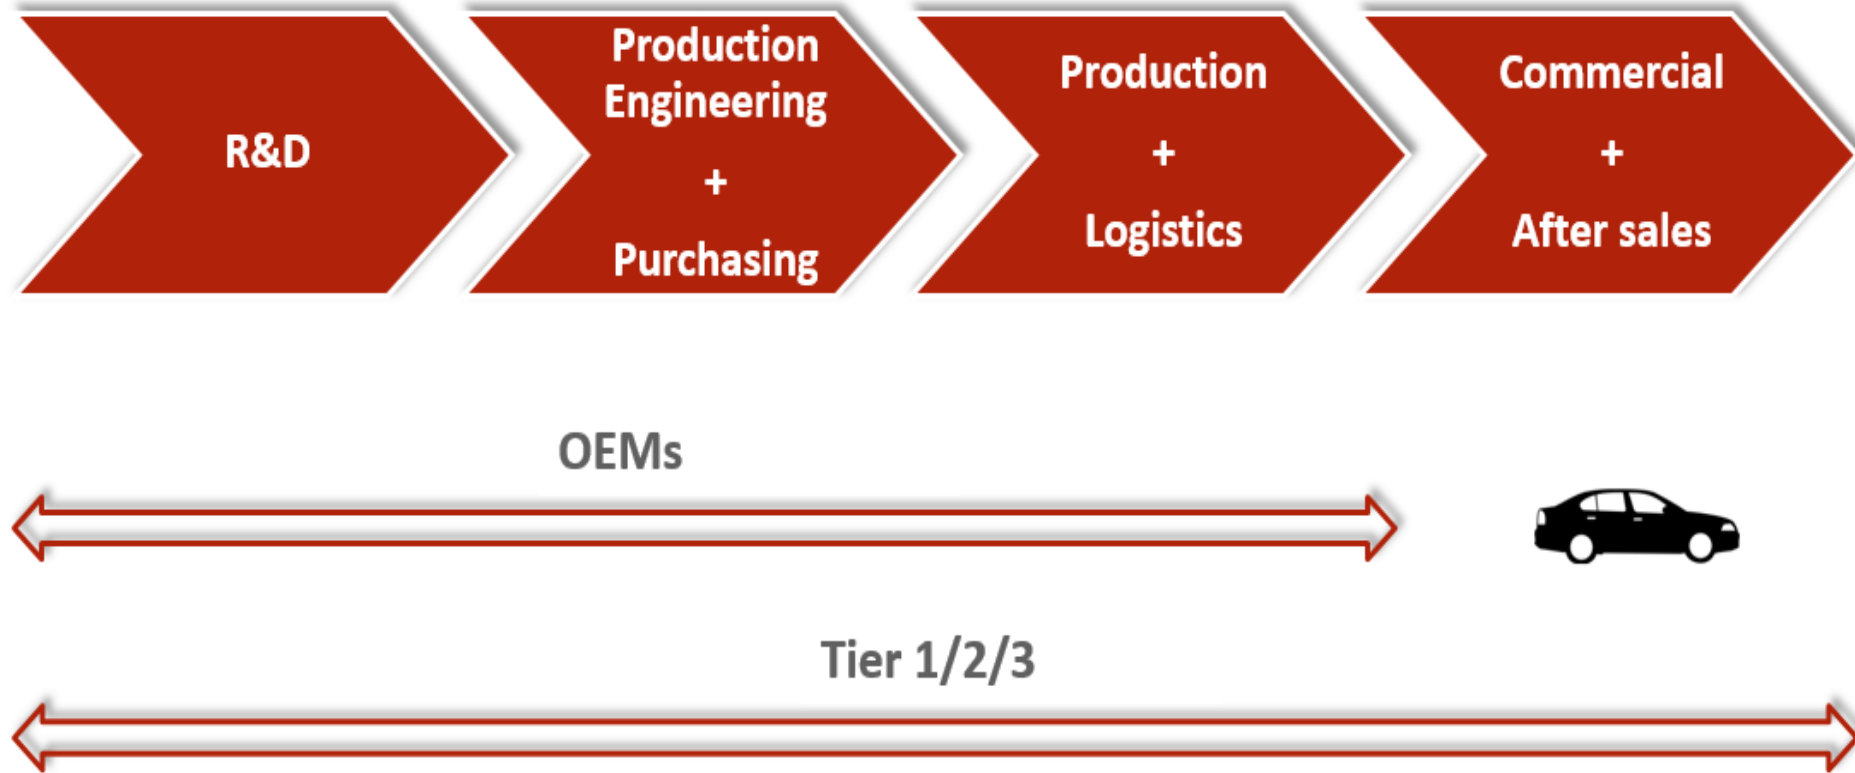 R&D
Production
Engineering
+
Purchasing
Production
+
Logistics
Commercial
+
After sales
OEMs
Tier 1/2/3